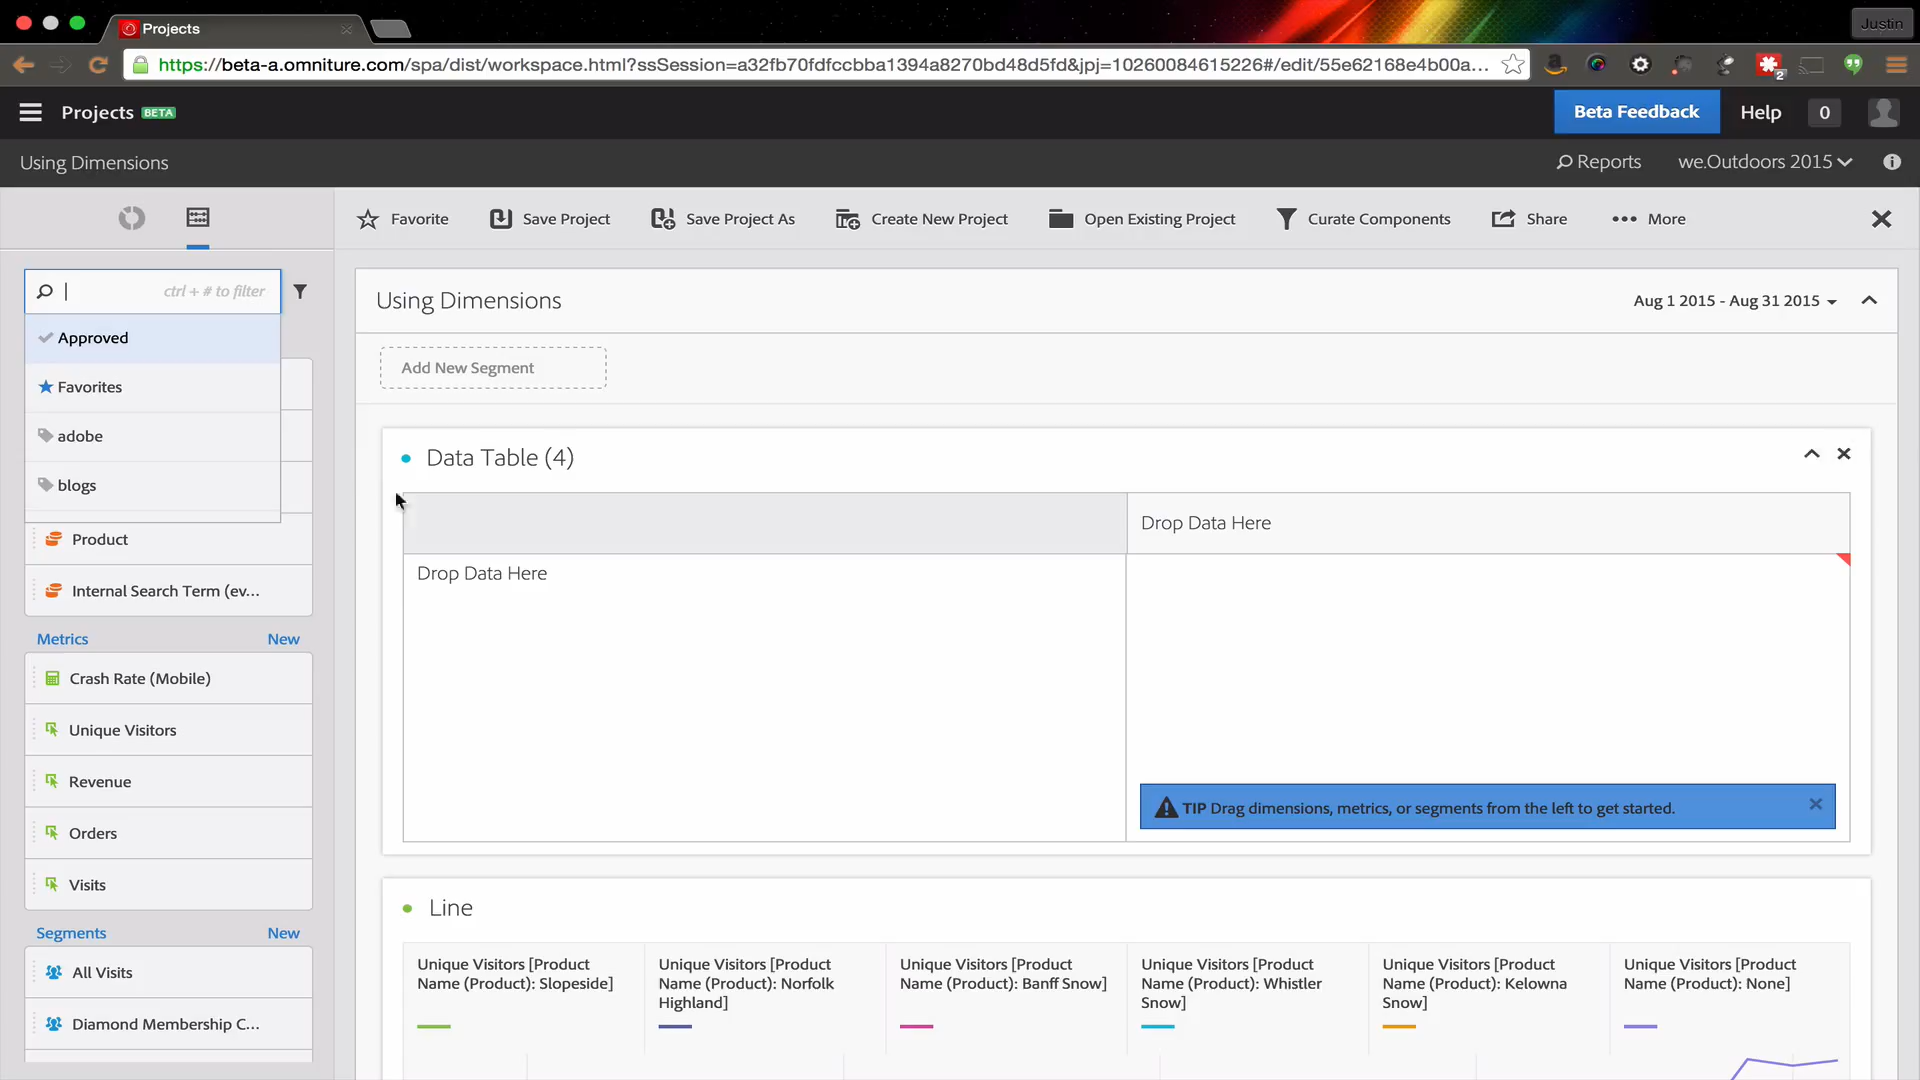 Projects
Justin
https://beta-a.omniture.com/spa/dist/workspace.html?ssSession=a32fb70fdfccbba1394a8270bd48d5fd&jpj=10260084615226#/edit/55e62168e4b00a...
2
Projects BETA
Beta Feedback
Help
0
Using Dimensions
Reports
we.Outdoors 2015
Favorite
Save Project
Save Project As
Create New Project
Open Existing Project
Curate Components
Share
More
ctrl + # to filter
Approved
Favorites
adobe
blogs
Product
Internal Search Term (ev...
Metrics
New
Crash Rate (Mobile)
Unique Visitors
Revenue
Orders
Visits
Segments
New
All Visits
Diamond Membership C...
Using Dimensions
Aug 1 2015 - Aug 31 2015
Add New Segment
Data Table (4)
Drop Data Here
Drop Data Here
TIP Drag dimensions, metrics, or segments from the left to get started.
Line
Unique Visitors [Product
Name (Product): Slopeside]
Unique Visitors [Product
Name (Product): Norfolk
Highland]
Unique Visitors [Product
Name (Product): Banff Snow]
Unique Visitors [Product
Name (Product): Whistler
Snow]
Unique Visitors [Product
Name (Product): Kelowna
Snow]
Unique Visitors [Product
Name (Product): None]